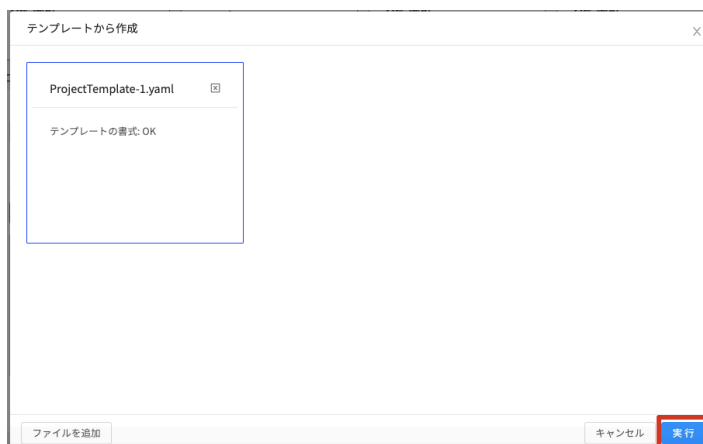 テンプレートから作成
ProjectTemplate-1.yaml
テンプレートの書式: OK
ファイルを追加
キャンセル
実行